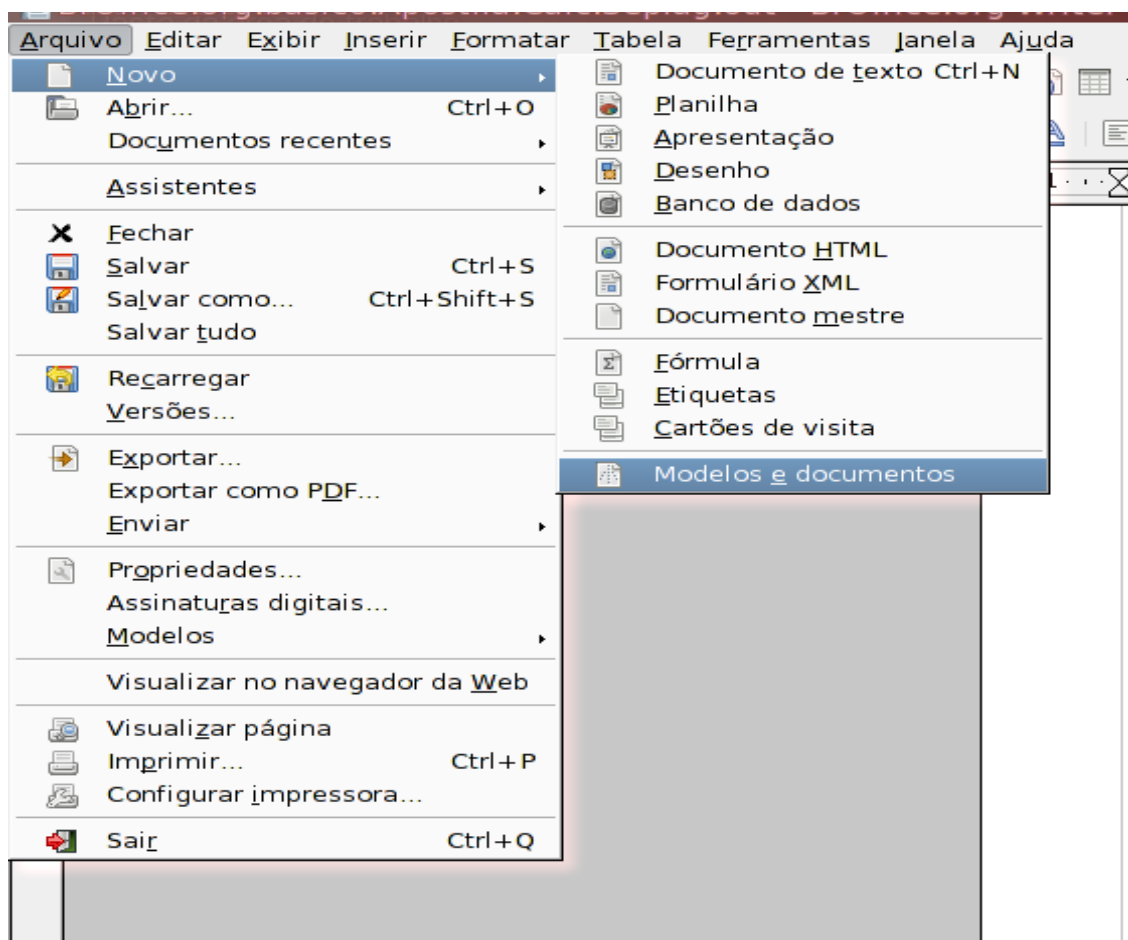 Arquivo Editar Exibir Inserir Formatar Tabela Ferramentas Janela Ajuda
Novo
Abrir... Ctrl+O
Documentos recentes
Assistentes
Fechar
Salvar Ctrl+S
Salvar como... Ctrl+Shift+S
Salvar tudo
Recarregar
Versões...
Exportar...
Exportar como PDF...
Enviar
Propriedades...
Assinaturas digitais...
Modelos
Visualizar no navegador da Web
Visualizar página
Imprimir... Ctrl+P
Configurar impressora...
Sair Ctrl+Q
Documento de texto Ctrl+N
Planilha
Apresentação
Desenho
Banco de dados
Documento HTML
Formulário XML
Documento mestre
Fórmula
Etiquetas
Cartões de visita
Modelos e documentos